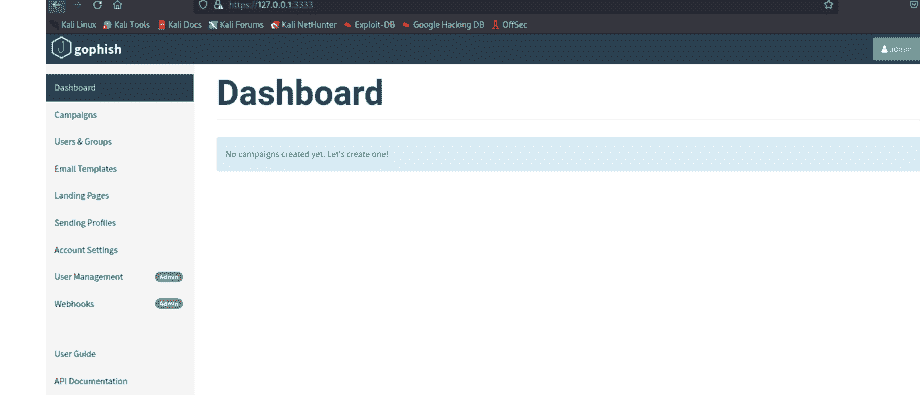 https://127.0.0.1:3333
Kali Linux Kali Tools Kali Docs Kali Forums Kali NetHunter Exploit-DB Google Hacking DB OffSec
gophish
admin
Dashboard
Campaigns
Users & Groups
Email Templates
Landing Pages
Sending Profiles
Account Settings
User Management Admin
Webhooks Admin
User Guide
API Documentation
Dashboard
No campaigns created yet. Let's create one!